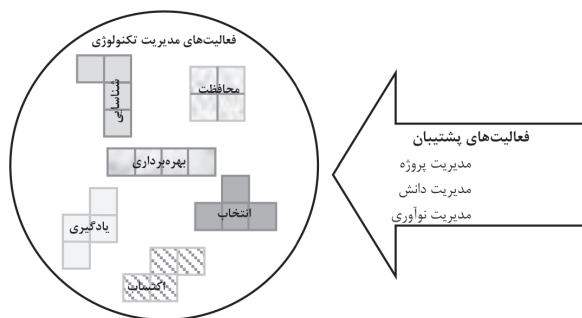 فعالیت‌های مدیریت تکنولوژی
محافظت
شناسایی
بهره‌برداری
انتخاب
یادگیری
اکتساب
فعالیت‌های پشتیبان
مدیریت پروژه
مدیریت دانش
مدیریت نوآوری